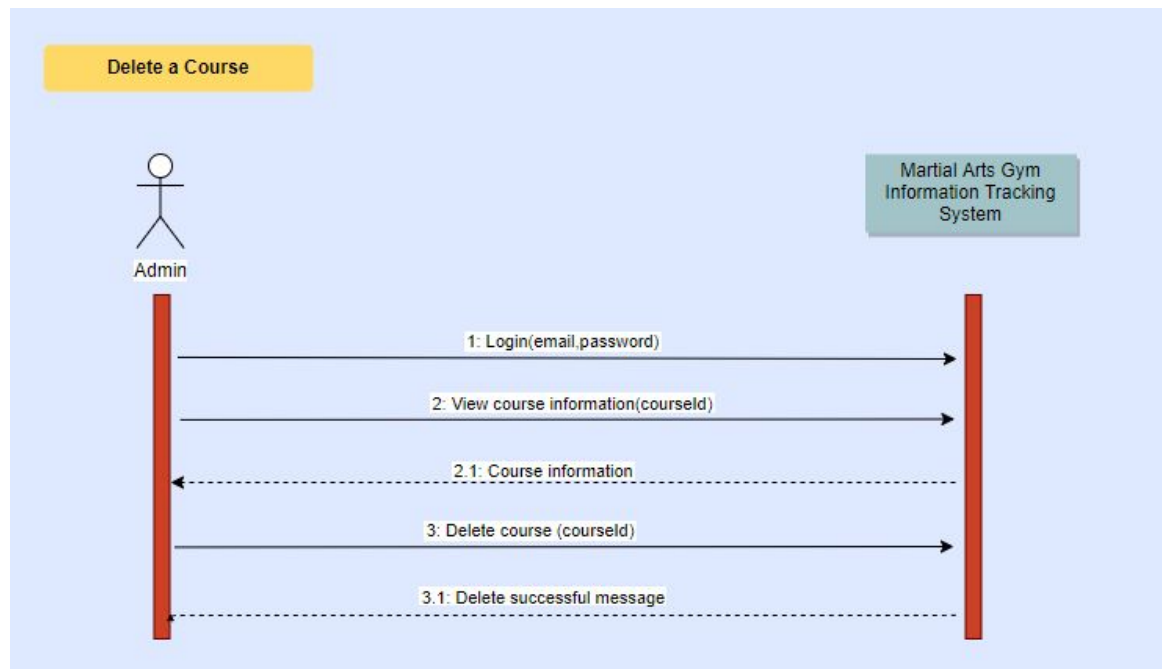 Delete a Course
Martial Arts Gym
Information Tracking
System
Admin
1: Login(email,password)
2: View course information(courseId)
2.1: Course information
3: Delete course (courseId)
3.1: Delete successful message